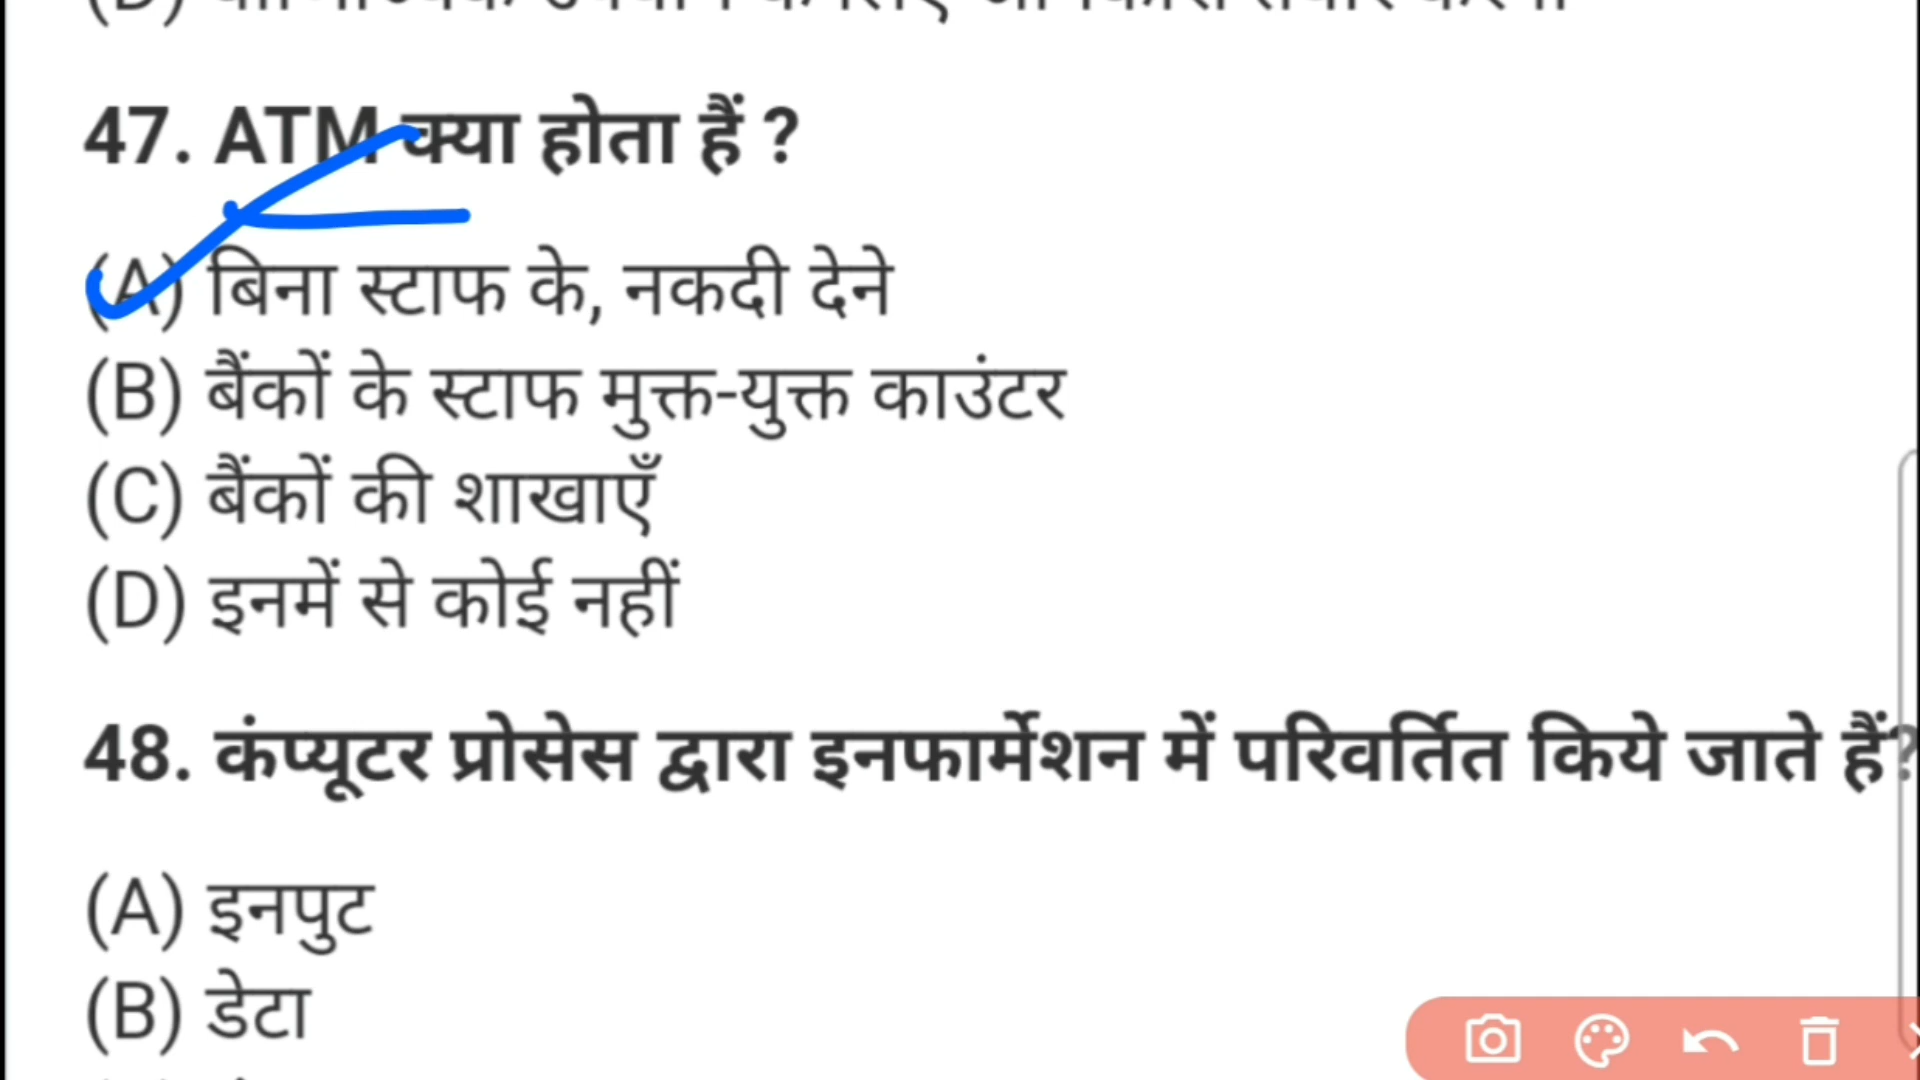 47. ATM क्या होता हैं ?
(A) बिना स्टाफ के, नकदी देने
(B) बैंकों के स्टाफ मुक्त-युक्त काउंटर
(C) बैंकों की शाखाएँ
(D) इनमें से कोई नहीं
48. कंप्यूटर प्रोसेस द्वारा इनफार्मेशन में परिवर्तित किये जाते हैं?
(A) इनपुट
(B) डेटा